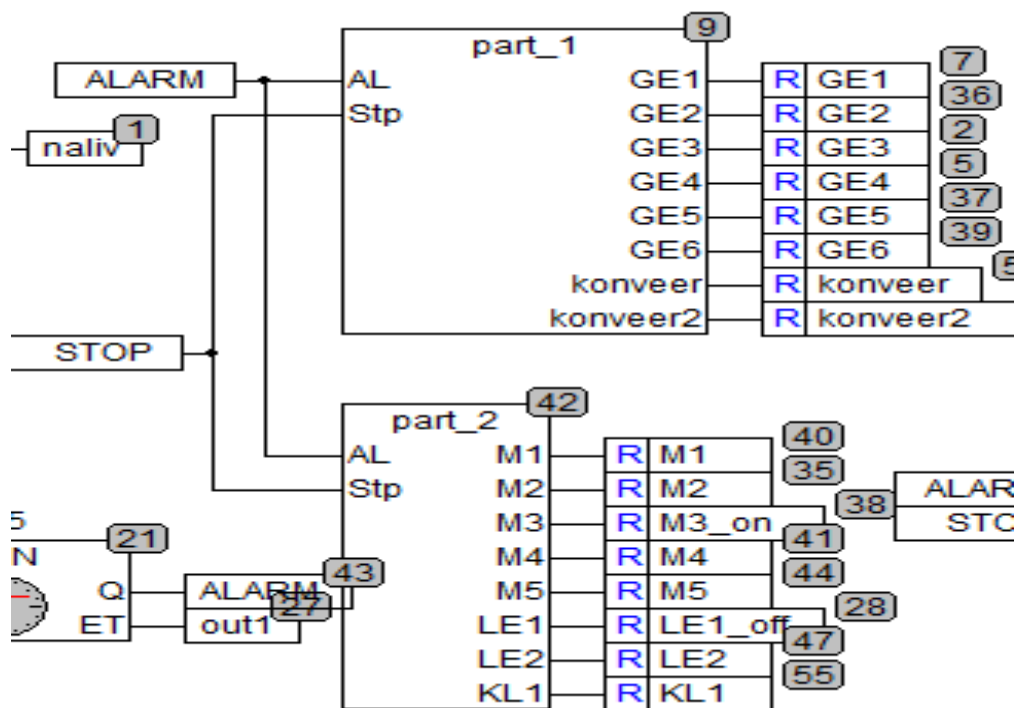 9
part_1
7
ALARM AL GE1 R GE1
36
Stp GE2 R GE2
1 2
naliv GE3 R GE3
5
GE4 R GE4
37
GE5 R GE5
39
GE6 R GE6
konveer R konveer
konveer2 R konveer2
STOP
42
part_2
40
AL M1 R M1
35
Stp M2 R M2
ALAR
38
5 M3 R M3_on STO
21 41
N M4 R M4
43 44
Q ALARM M5 R M5
27 28
ET out1 LE1 R LE1_off
47
LE2 R LE2
55
KL1 R KL1